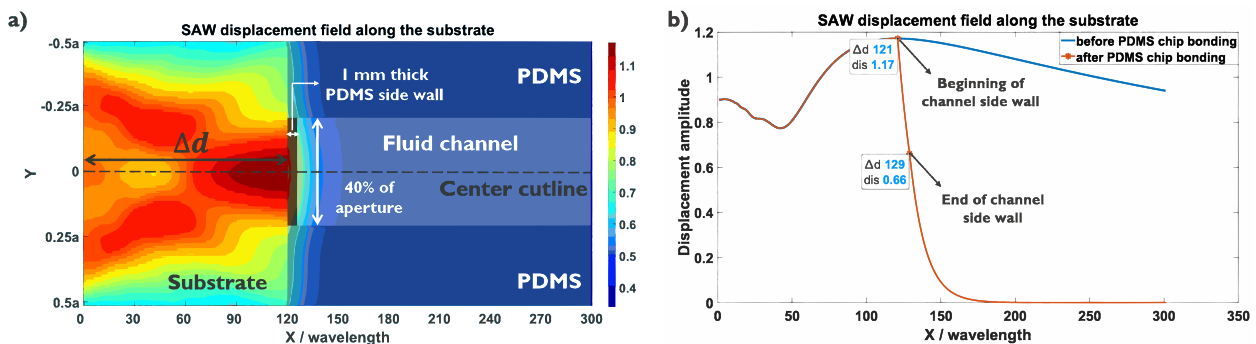 a)
SAW displacement field along the substrate
-0.5a
-0.25a
0
0.25a
0.5a
Y
1 mm thick
PDMS side wall
PDMS
Δd
Fluid channel
40% of
aperture
Center cutline
Substrate
PDMS
0 30 60 90 120 150 180 210 240 270 300
X / wavelength
1.1
1
0.9
0.8
0.7
0.6
0.5
0.4
b)
SAW displacement field along the substrate
1.2
1
0.8
0.6
0.4
0.2
0
Displacement amplitude
before PDMS chip bonding
after PDMS chip bonding
Δd 121
dis 1.17
Beginning of
channel side wall
Δd 129
dis 0.66
End of channel
side wall
0 50 100 150 200 250 300 350
X / wavelength